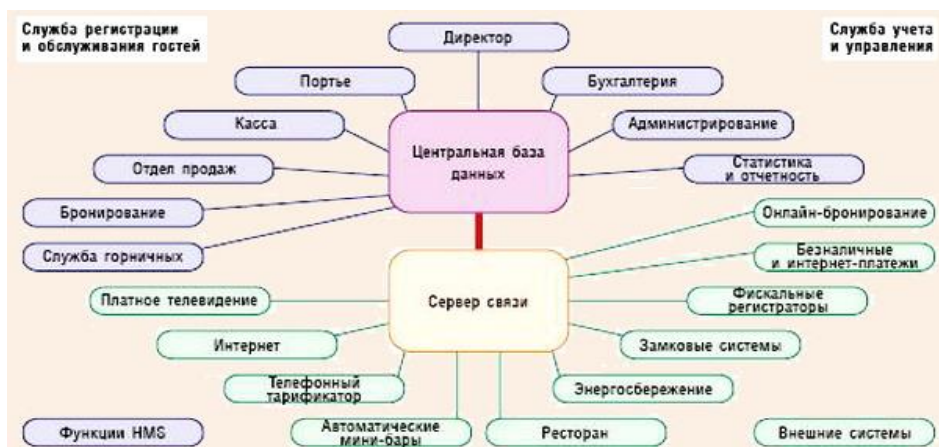 Служба регистрации
и обслуживания гостей
Директор
Служба учета
и управления
Портье
Бухгалтерия
Касса
Администрирование
Центральная база
данных
Отдел продаж
Статистика
и отчетность
Бронирование
Онлайн-бронирование
Служба горничных
Безналичные
и интернет-платежи
Платное телевидение
Сервер связи
Фискальные
регистраторы
Интернет
Замковые системы
Телефонный
тарификатор
Энергосбережение
Функции HMS
Автоматические
мини-бары
Ресторан
Внешние системы